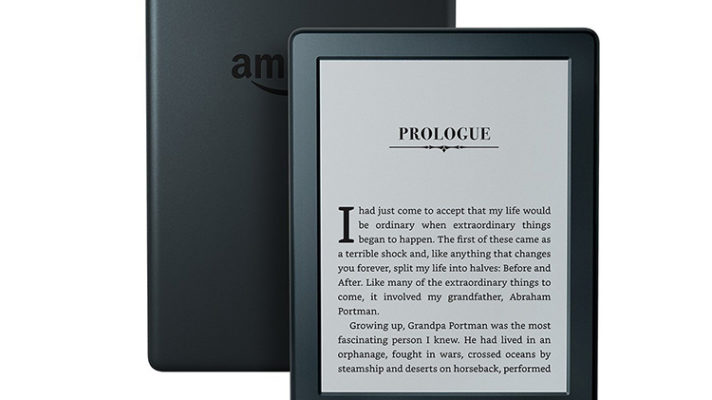 am
PROLOGUE
I had just come to accept that my life would
be ordinary when extraordinary things
began to happen. The first of these came as
a terrible shock and, like anything that changes
you forever, split my life into halves: Before and
After. Like many of the extraordinary things to
come, it involved my grandfather, Abraham
Portman.
Growing up, Grandpa Portman was the most
fascinating person I knew. He had lived in an
orphanage, fought in wars, crossed oceans by
steamship and deserts on horseback, performed